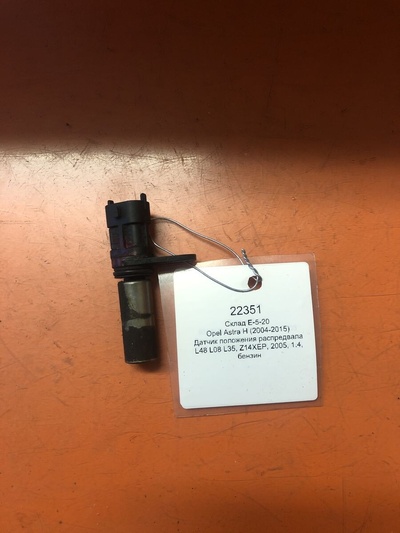 22351
Склад E-5-20
Opel Astra H (2004-2015)
Датчик положения распредвала
L48 L08 L35, Z14XEP, 2005, 1.4,
бензин